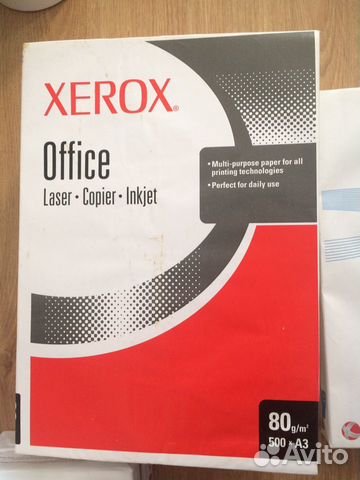 XEROX®
Office
Laser • Copier • Inkjet
• Multi-purpose paper for all
printing technologies
• Perfect for daily use
80 g/m²
500 × A3
Avito